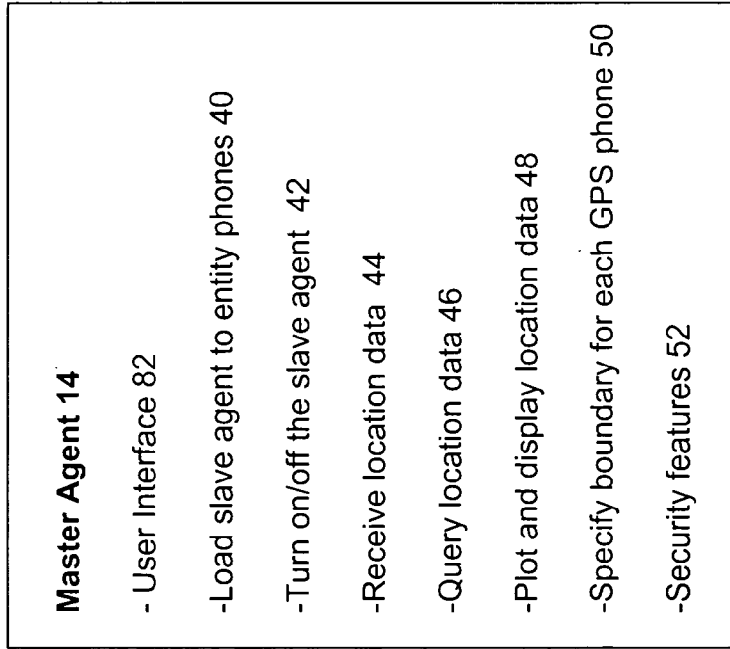 Master Agent 14
- User Interface 82
-Load slave agent to entity phones 40
-Turn on/off the slave agent 42
-Receive location data 44
-Query location data 46
-Plot and display location data 48
-Specify boundary for each GPS phone 50
-Security features 52